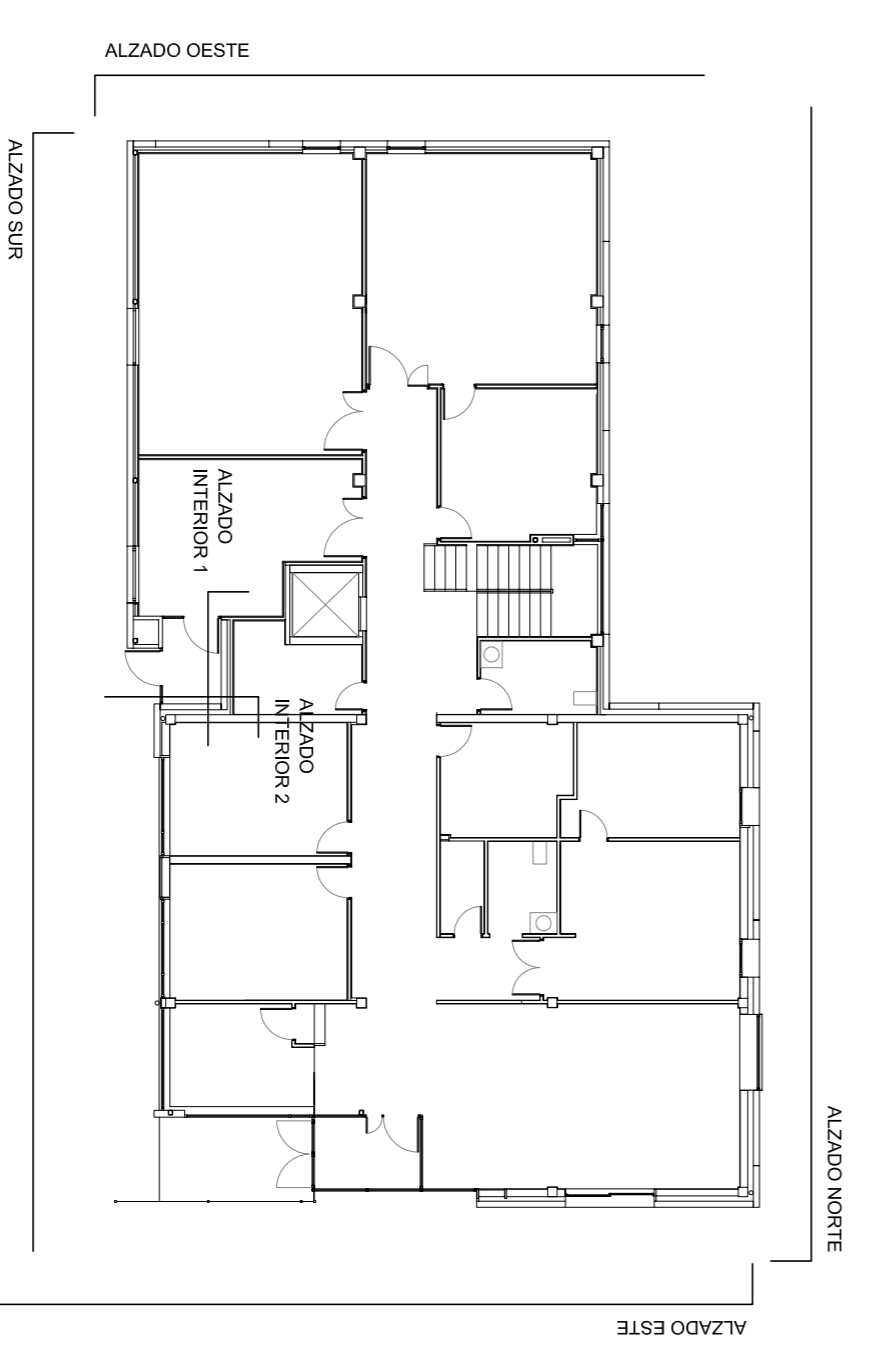 ALZADO OESTE
ALZADO SUR
ALZADO
INTERIOR 1
ALZADO
INTERIOR 2
ALZADO NORTE
ALZADO ESTE